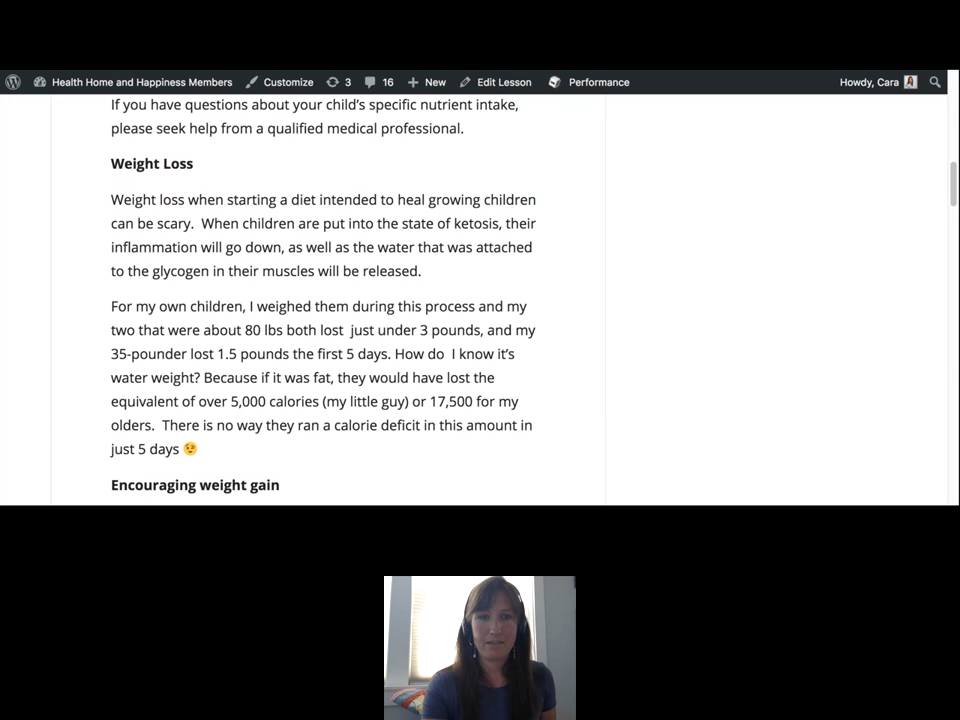 Health Home and Happiness Members Customize 3 16 New Edit Lesson Performance Howdy, Cara
If you have questions about your child’s specific nutrient intake,
please seek help from a qualified medical professional.
Weight Loss
Weight loss when starting a diet intended to heal growing children
can be scary.  When children are put into the state of ketosis, their
inflammation will go down, as well as the water that was attached
to the glycogen in their muscles will be released.
For my own children, I weighed them during this process and my
two that were about 80 lbs both lost  just under 3 pounds, and my
35-pounder lost 1.5 pounds the first 5 days. How do  I know it’s
water weight? Because if it was fat, they would have lost the
equivalent of over 5,000 calories (my little guy) or 17,500 for my
olders.  There is no way they ran a calorie deficit in this amount in
just 5 days 😉
Encouraging weight gain